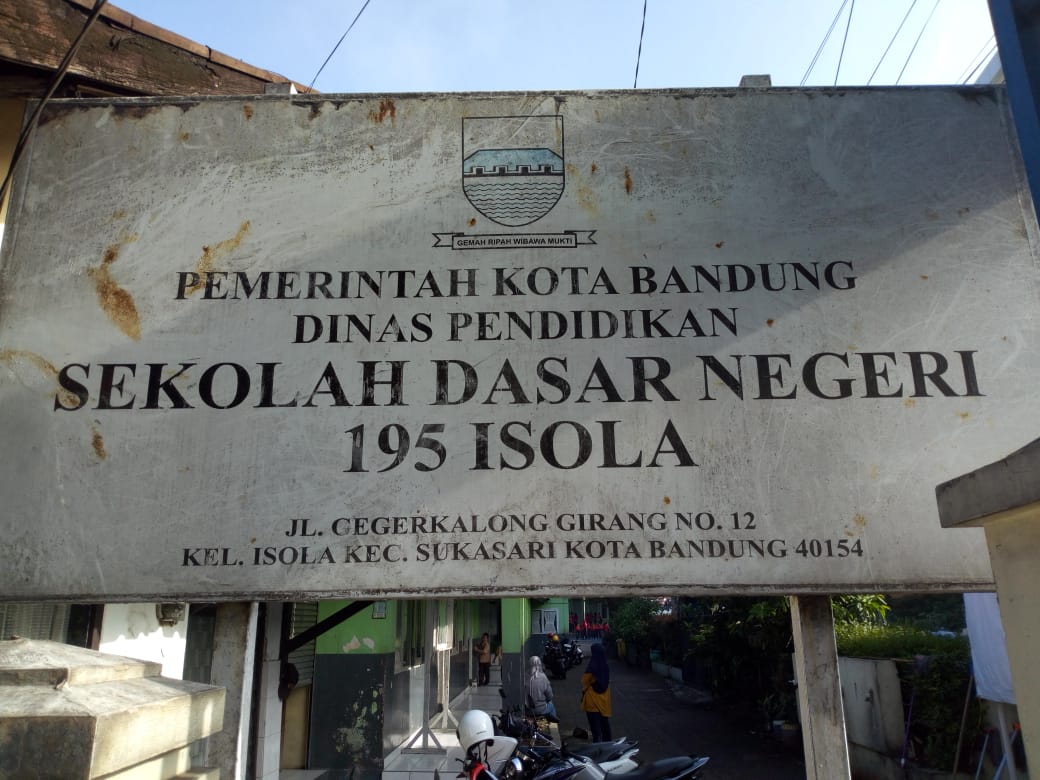 GEMAH RIPAH WIBAWA MUKTI
PEMERINTAH KOTA BANDUNG
DINAS PENDIDIKAN
SEKOLAH DASAR NEGERI
195 ISOLA
JL. CEGERKALONG GIRANG NO. 12
KEL. ISOLA KEC. SUKASARI KOTA BANDUNG 40154